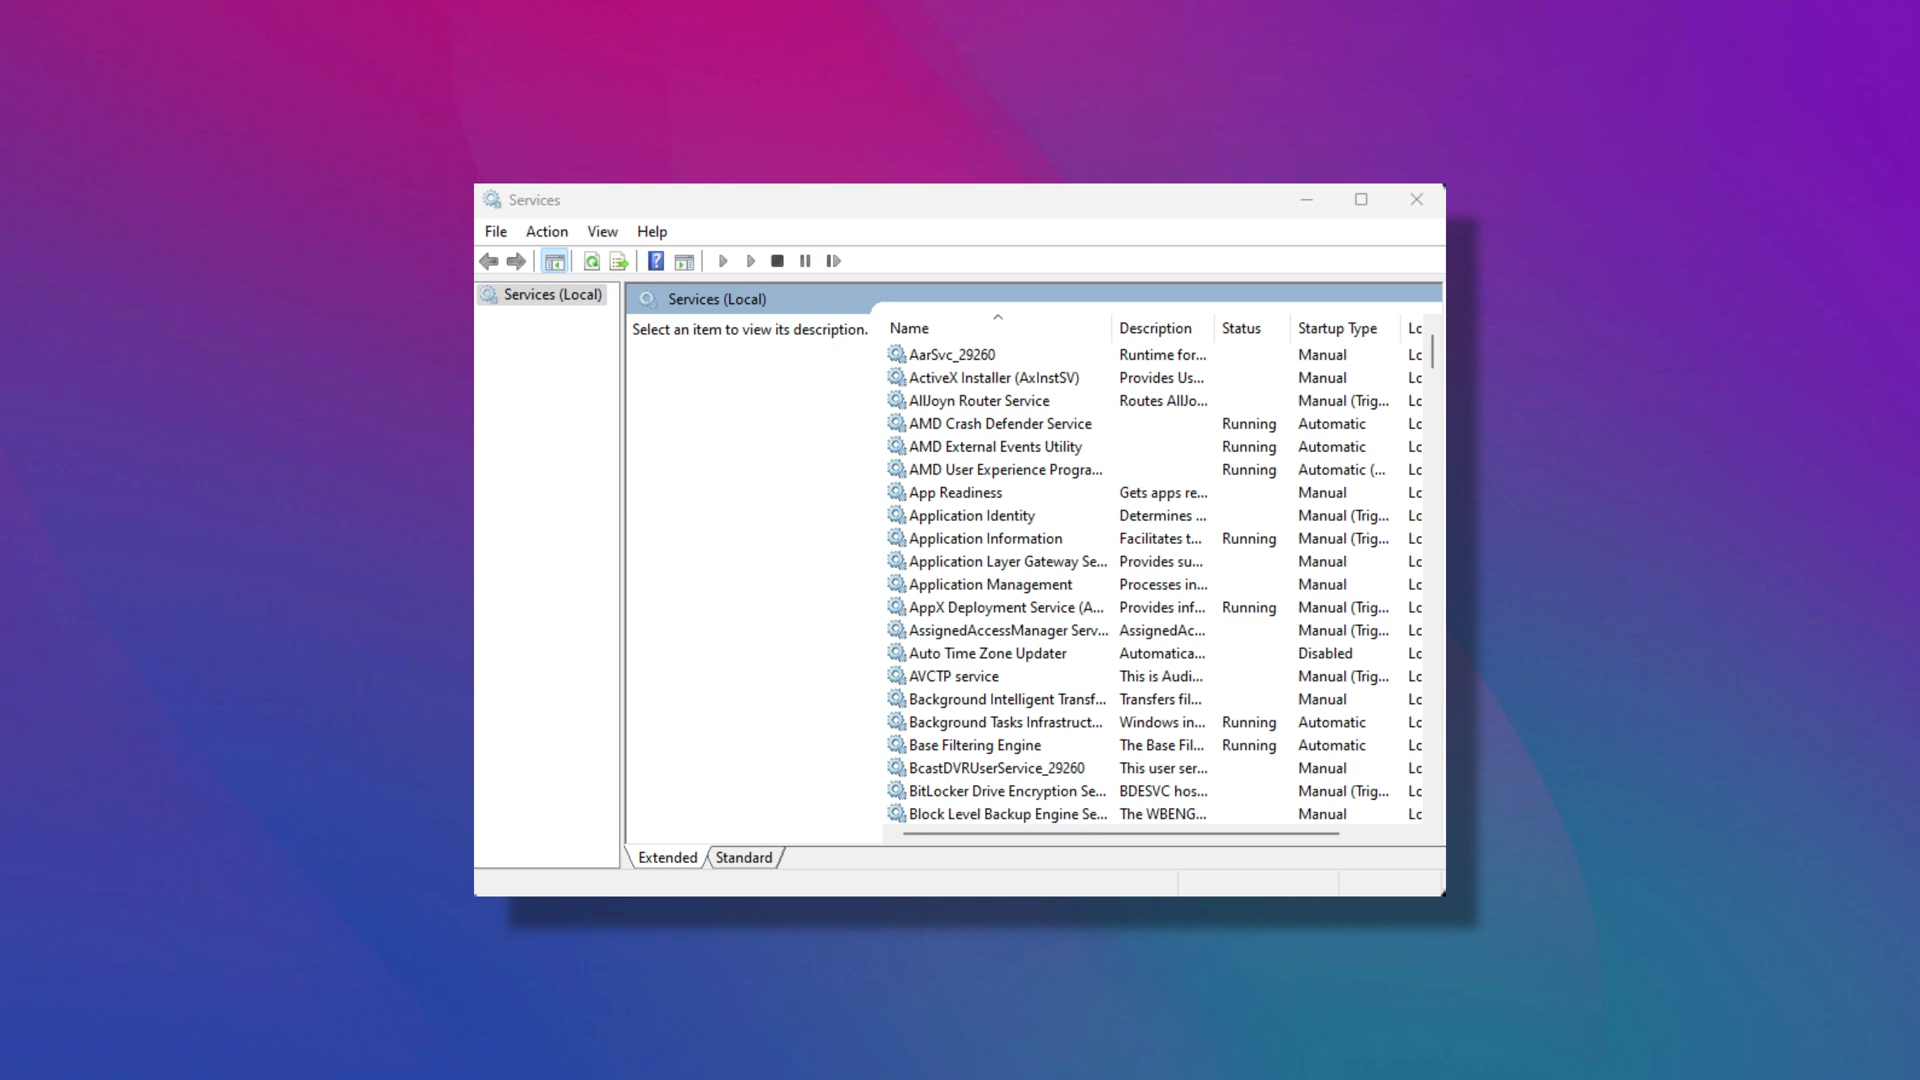 Services
File Action View Help
Services (Local)
Services (Local)
Select an item to view its description.
Name Description Status Startup Type Lc
AarSvc_29260 Runtime for... Manual Lc
ActiveX Installer (AxInstSV) Provides Us... Manual Lc
AllJoyn Router Service Routes AllJo... Manual (Trig... Lc
AMD Crash Defender Service Running Automatic Lc
AMD External Events Utility Running Automatic Lc
AMD User Experience Progra... Running Automatic (... Lc
App Readiness Gets apps re... Manual Lc
Application Identity Determines ... Manual (Trig... Lc
Application Information Facilitates t... Running Manual (Trig... Lc
Application Layer Gateway Se... Provides su... Manual Lc
Application Management Processes in... Manual Lc
AppX Deployment Service (A... Provides inf... Running Manual (Trig... Lc
AssignedAccessManager Serv... AssignedAc... Manual (Trig... Lc
Auto Time Zone Updater Automatica... Disabled Lc
AVCTP service This is Audi... Manual (Trig... Lc
Background Intelligent Transf... Transfers fil... Manual Lc
Background Tasks Infrastruct... Windows in... Running Automatic Lc
Base Filtering Engine The Base Fil... Running Automatic Lc
BcastDVRUserService_29260 This user ser... Manual Lc
BitLocker Drive Encryption Se... BDESVC hos... Manual (Trig... Lc
Block Level Backup Engine Se... The WBENG... Manual Lc
Extended Standard